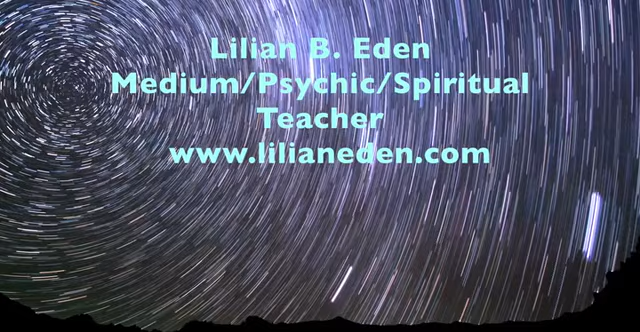 Lilian B. Eden
Medium/Psychic/Spiritual
Teacher
www.lilianeden.com